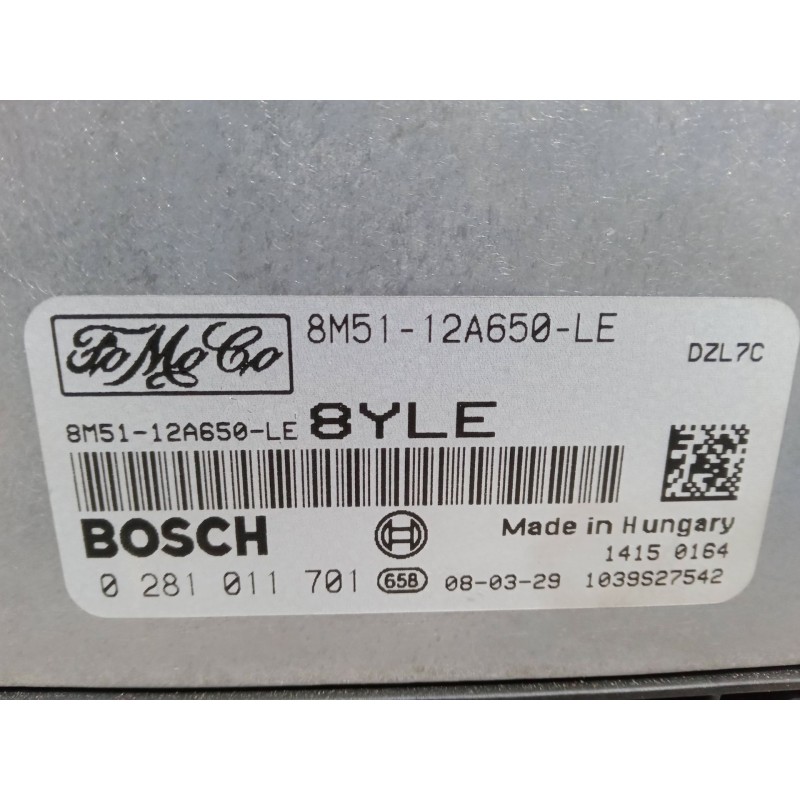 FoMoCo 8M51-12A650-LE
DZL7C
8M51-12A650-LE 8YLE
BOSCH Made in Hungary
1415 0164
0 281 011 701 658 08-03-29 1039S27542